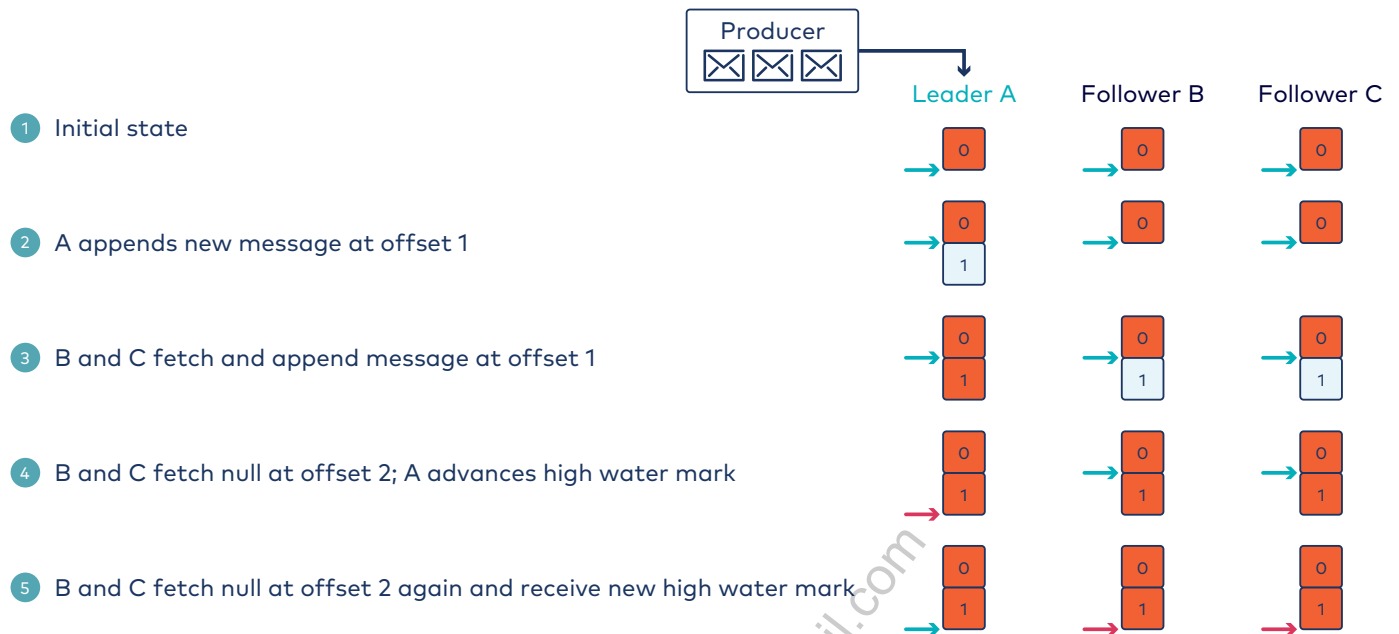 Producer
Leader A Follower B Follower C
1 Initial state
0 0 0
2 A appends new message at offset 1
0 0 0
1
3 B and C fetch and append message at offset 1
0 0 0
1 1 1
4 B and C fetch null at offset 2; A advances high water mark
0 0 0
1 1 1
5 B and C fetch null at offset 2 again and receive new high water mark
0 0 0
1 1 1
il.com